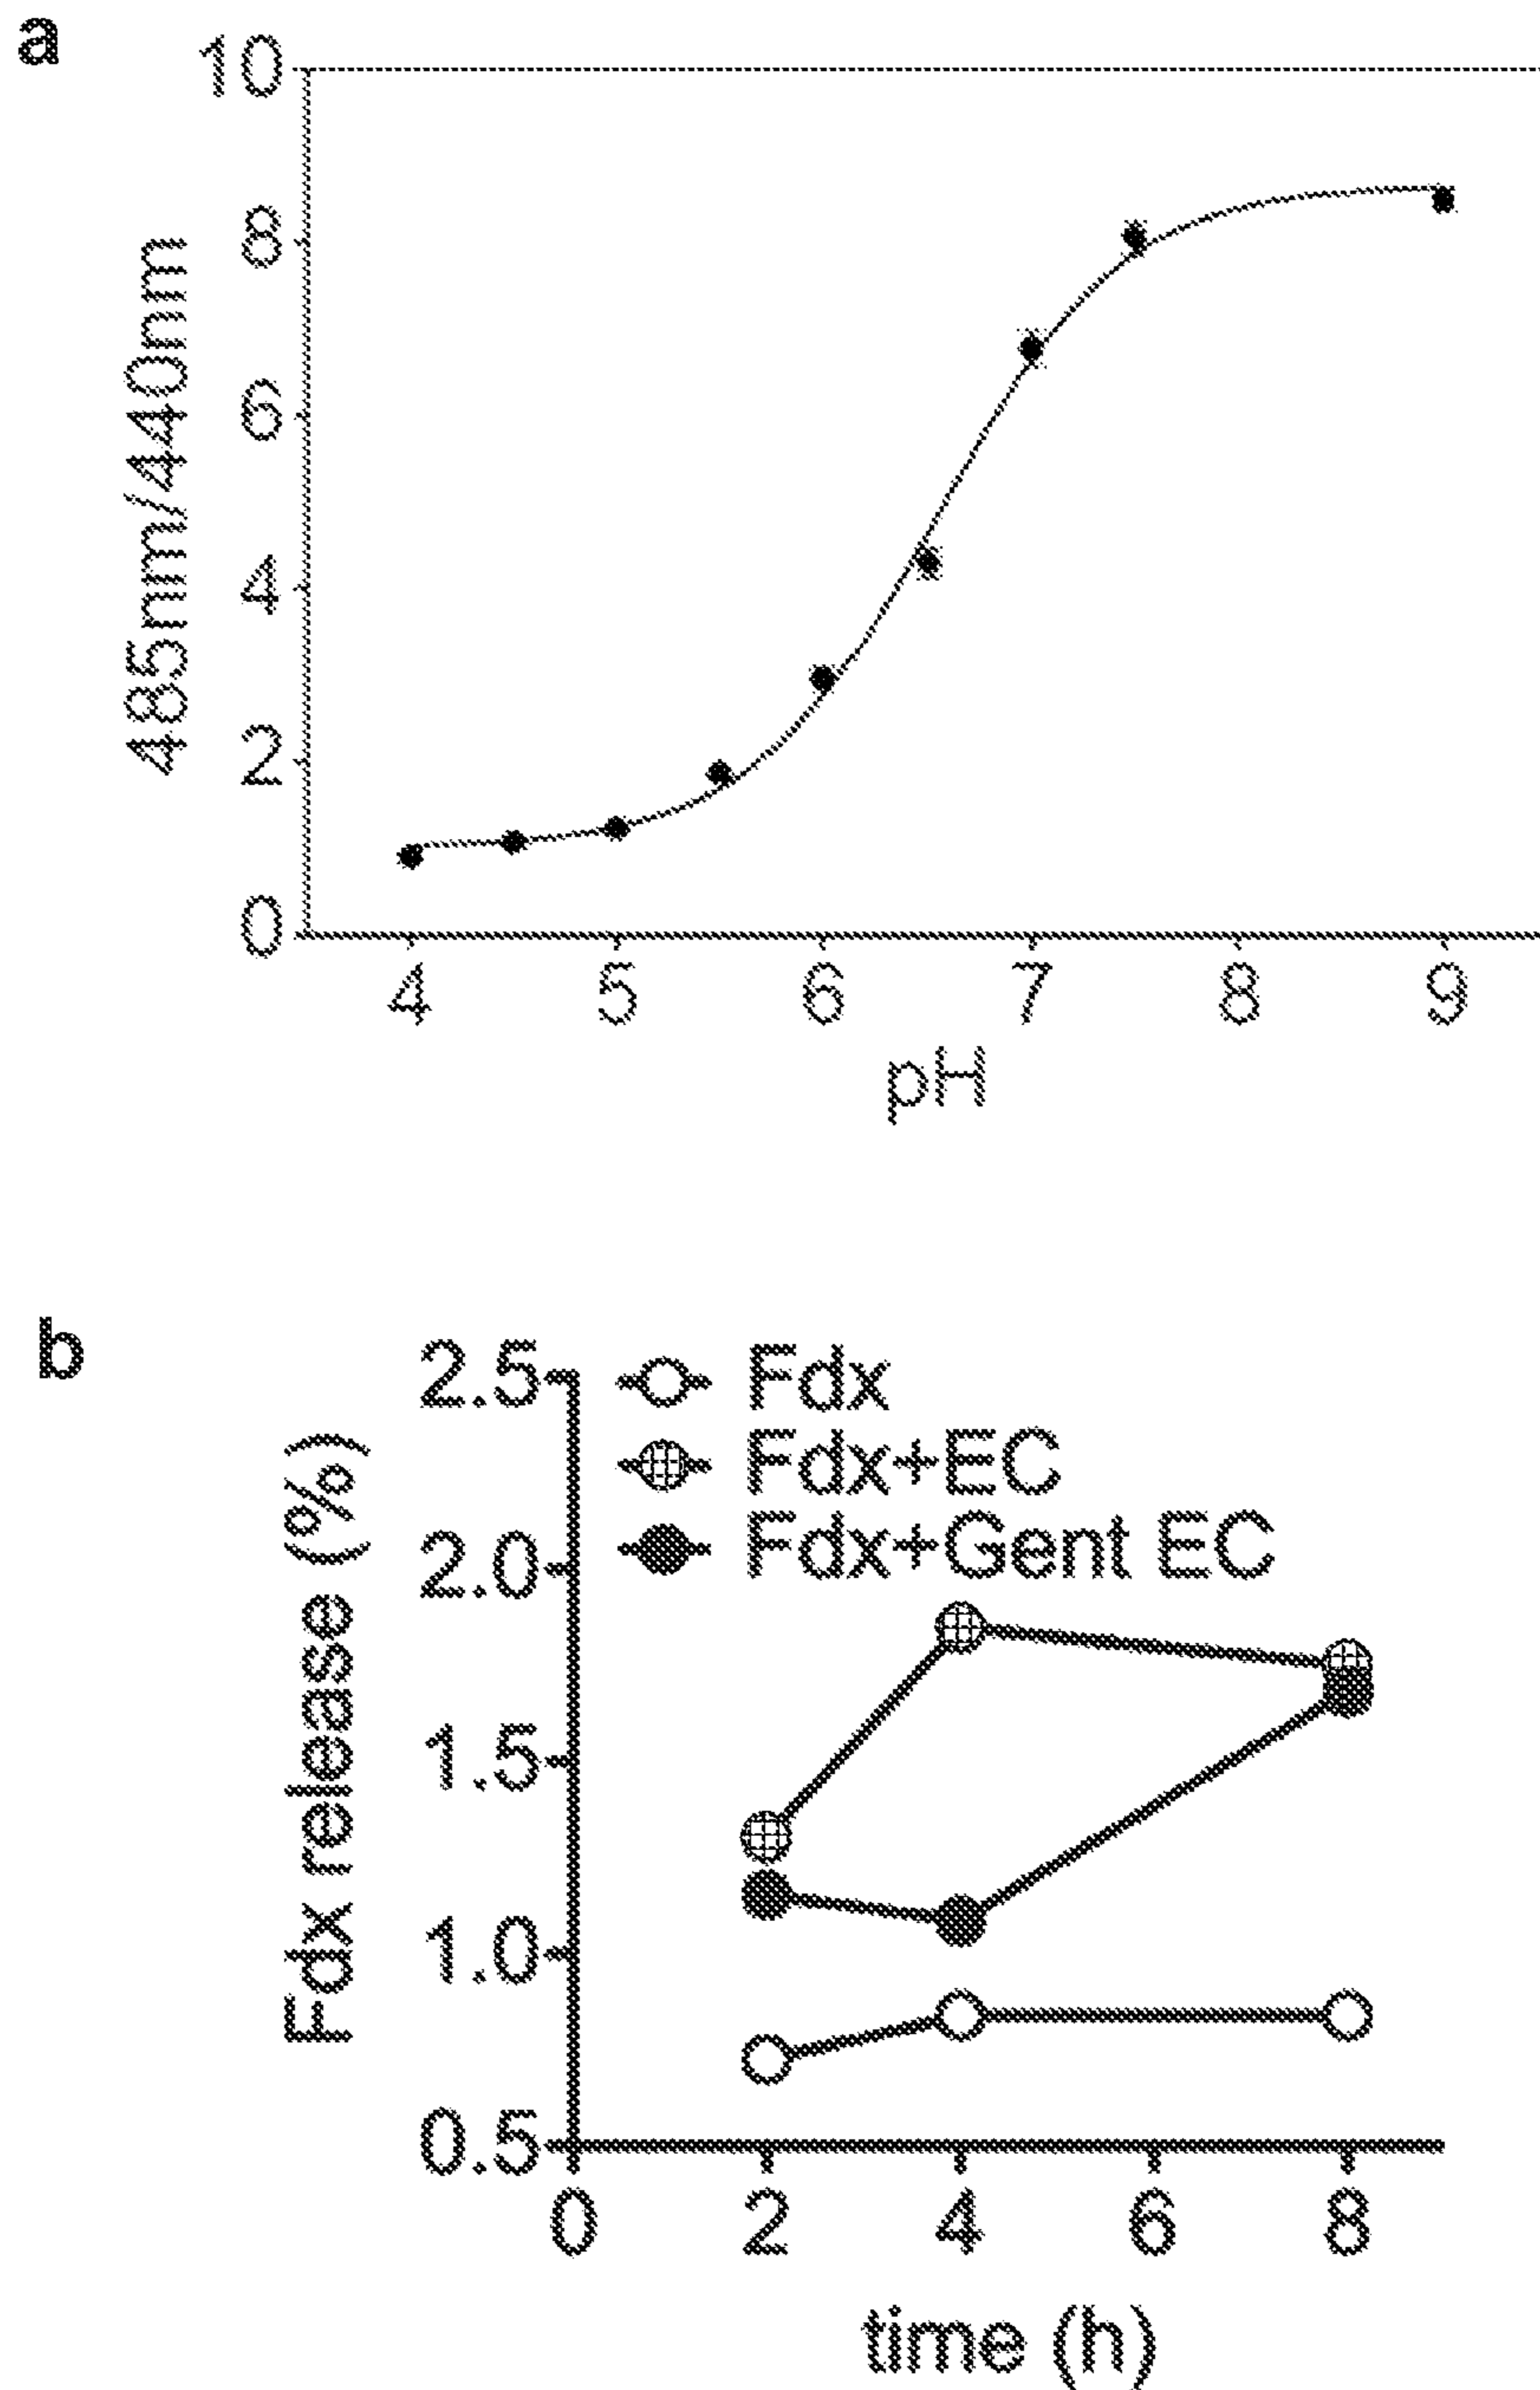 a
10
8
6
4
2
0
485nm/440nm
4 5 6 7 8 9
pH
b
2.5
2.0
1.5
1.0
0.5
Fdx release (%)
Fdx
Fdx+EC
Fdx+Gent EC
0 2 4 6 8
time (h)